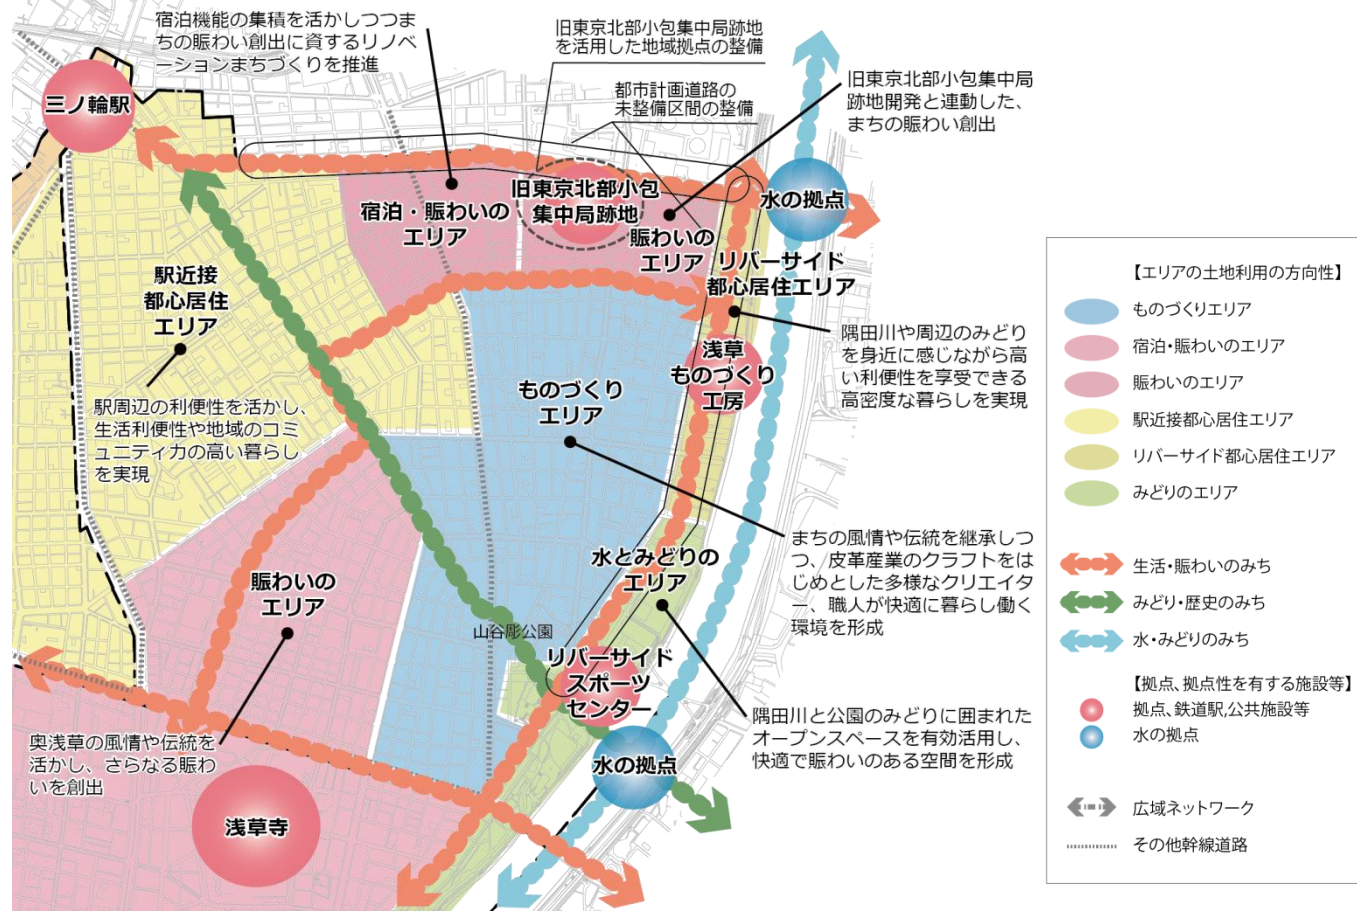 宿泊機能の集積を活かしつつま
ちの賑わい創出に資するリノベ
ーションまちづくりを推進
旧東京北部小包集中局跡地
を活用した地域拠点の整備
都市計画道路の
未整備区間の整備
旧東京北部小包集中局
跡地開発と連動した、
まちの賑わい創出
三ノ輪駅
宿泊・賑わいの
エリア
旧東京北部小包
集中局跡地
賑わいの
エリア
水の拠点
リバーサイド
都心居住エリア
駅近接
都心居住
エリア
隅田川や周辺のみどり
を身近に感じながら高
い利便性を享受できる
高密度な暮らしを実現
浅草
ものづくり
工房
ものづくり
エリア
駅周辺の利便性を活かし、
生活利便性や地域のコミ
ュニティカの高い暮らし
を実現
まちの風情や伝統を継承しつ
つ、皮革産業のクラフトをは
じめとした多様なクリエイタ
ー、職人が快適に暮らし働く
環境を形成
水とみどりの
エリア
賑わいの
エリア
山谷彫公園
リバーサイド
スポーツ
センター
隅田川と公園のみどりに囲まれた
オープンスペースを有効活用し、
快適で賑わいのある空間を形成
奥浅草の風情や伝統を
活かし、さらなる賑わ
いを創出
水の拠点
浅草寺
【エリアの土地利用の方向性】
ものづくりエリア
宿泊・賑わいのエリア
賑わいのエリア
駅近接都心居住エリア
リバーサイド都心居住エリア
みどりのエリア
生活・賑わいのみち
みどり・歴史のみち
水・みどりのみち
【拠点、拠点性を有する施設等】
拠点、鉄道駅,公共施設等
水の拠点
広域ネットワーク
その他幹線道路